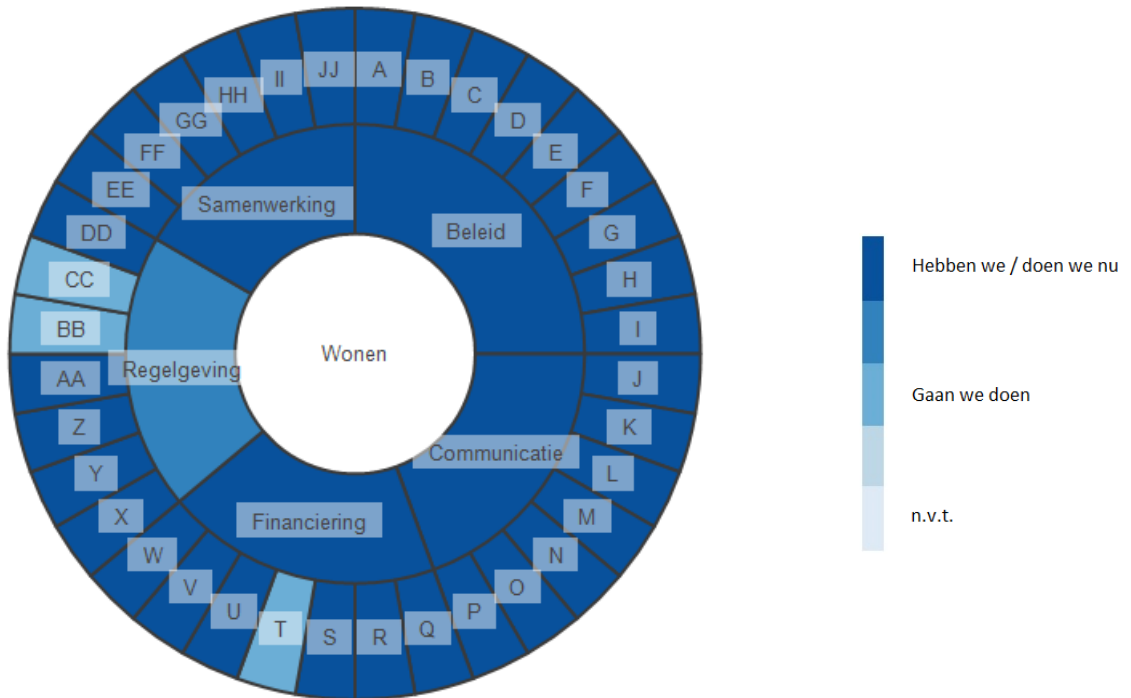 Wonen
Beleid
Communicatie
Financiering
Regelgeving
Samenwerking
A
B
C
D
E
F
G
H
I
J
K
L
M
N
O
P
Q
R
S
T
U
V
W
X
Y
Z
AA
BB
CC
DD
EE
FF
GG
HH
II
JJ
Hebben we / doen we nu
Gaan we doen
n.v.t.